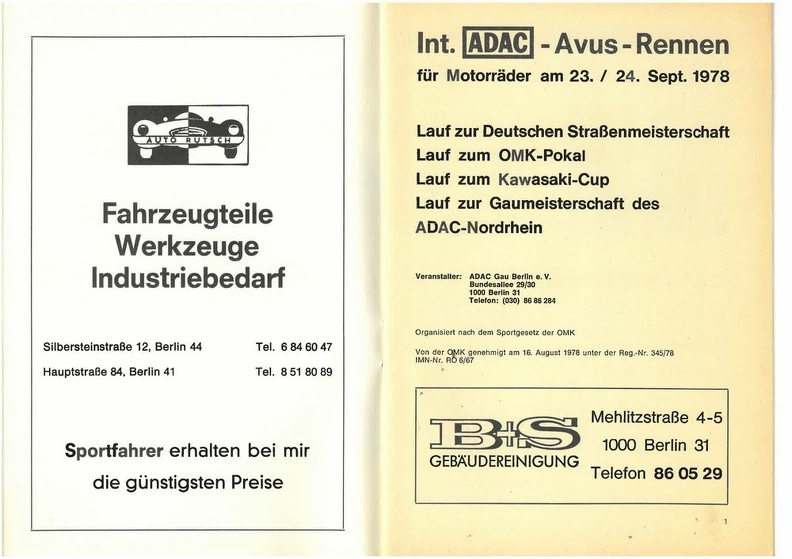 AUTO RUTSCH
Fahrzeugteile
Werkzeuge
Industriebedarf
Silbersteinstraße 12, Berlin 44 Tel. 6 84 60 47
Hauptstraße 84, Berlin 41 Tel. 8 51 80 89
Sportfahrer erhalten bei mir
die günstigsten Preise
Int. ADAC - Avus - Rennen
für Motorräder am 23. / 24. Sept. 1978
Lauf zur Deutschen Straßenmeisterschaft
Lauf zum OMK-Pokal
Lauf zum Kawasaki-Cup
Lauf zur Gaumeisterschaft des
ADAC-Nordrhein
Veranstalter: ADAC Gau Berlin e. V.
Bundesallee 29/30
1000 Berlin 31
Telefon: (030) 86 86 284
Organisiert nach dem Sportgesetz der OMK
Von der OMK genehmigt am 16. August 1978 unter der Reg.-Nr. 345/78
IMN-Nr. RO 6/67
B+S
GEBÄUDEREINIGUNG
Mehlitzstraße 4-5
1000 Berlin 31
Telefon 86 05 29
1